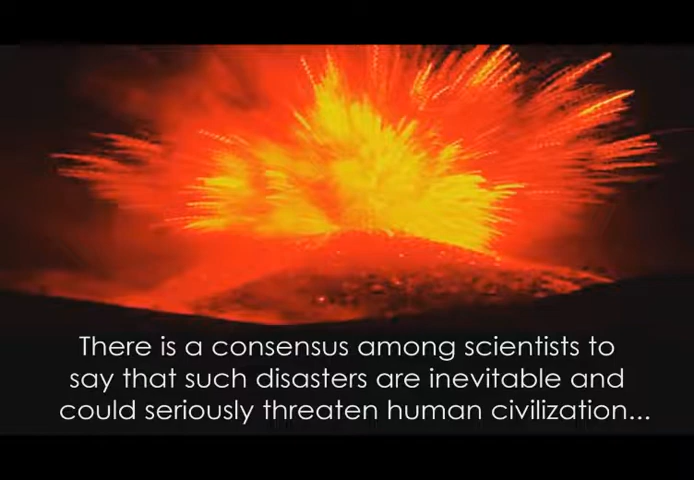 There is a consensus among scientists to
say that such disasters are inevitable and
could seriously threaten human civilization...